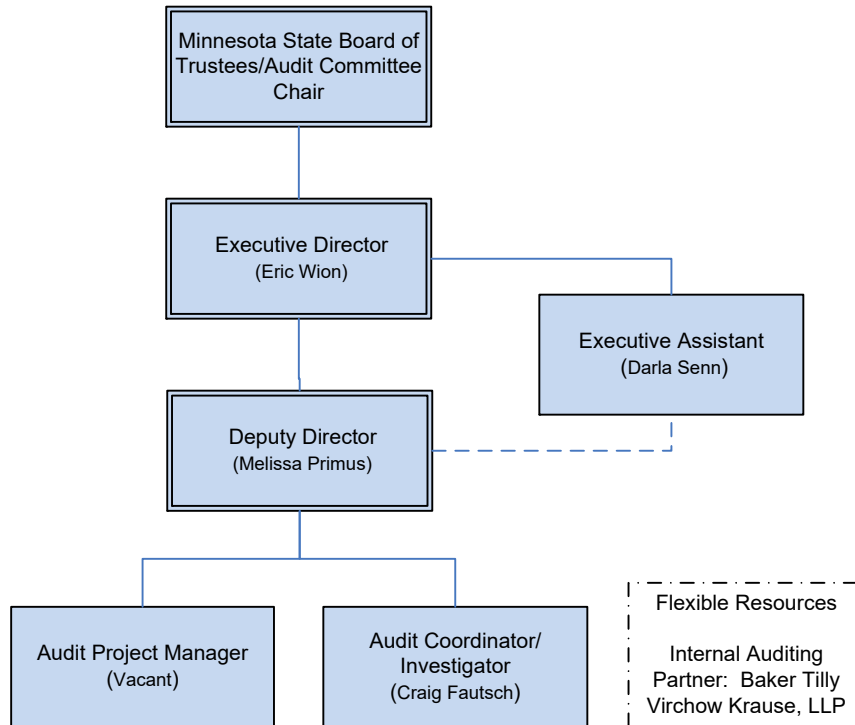 Minnesota State Board of
Trustees/Audit Committee
Chair
Executive Director
(Eric Wion)
Executive Assistant
(Darla Senn)
Deputy Director
(Melissa Primus)
Audit Project Manager
(Vacant)
Audit Coordinator/
Investigator
(Craig Fautsch)
Flexible Resources
Internal Auditing
Partner: Baker Tilly
Virchow Krause, LLP